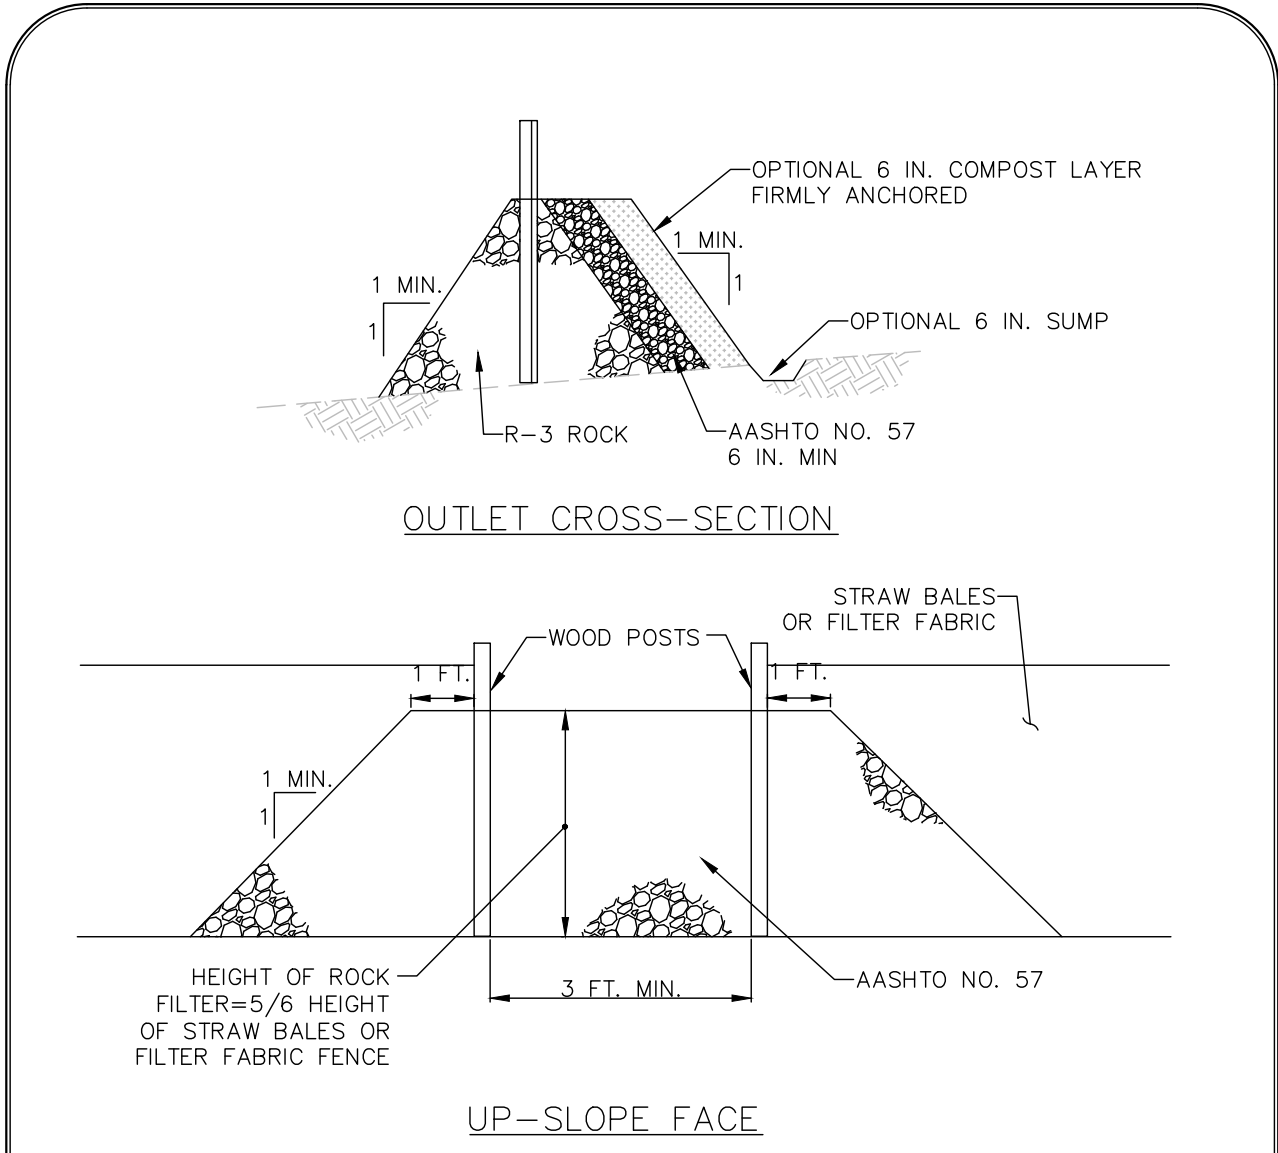 OPTIONAL 6 IN. COMPOST LAYER
FIRMLY ANCHORED
1 MIN.
1
1 MIN.
1
OPTIONAL 6 IN. SUMP
R-3 ROCK
AASHTO NO. 57
6 IN. MIN
OUTLET CROSS-SECTION
STRAW BALES
OR FILTER FABRIC
WOOD POSTS
1 FT.
1 FT.
1 MIN.
1
HEIGHT OF ROCK
FILTER=5/6 HEIGHT
OF STRAW BALES OR
FILTER FABRIC FENCE
3 FT. MIN.
AASHTO NO. 57
UP-SLOPE FACE